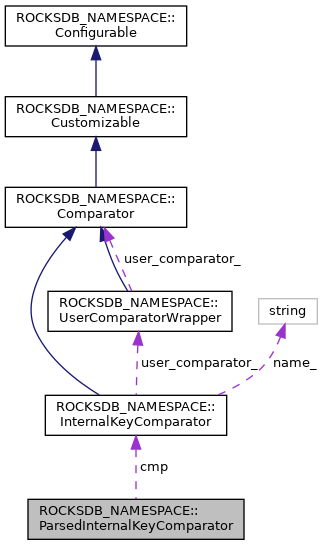 ROCKSDB_NAMESPACE::
Configurable
ROCKSDB_NAMESPACE::
Customizable
ROCKSDB_NAMESPACE::
Comparator
user_comparator_
ROCKSDB_NAMESPACE::
UserComparatorWrapper
string
user_comparator_
name_
ROCKSDB_NAMESPACE::
InternalKeyComparator
cmp
ROCKSDB_NAMESPACE::
ParsedInternalKeyComparator